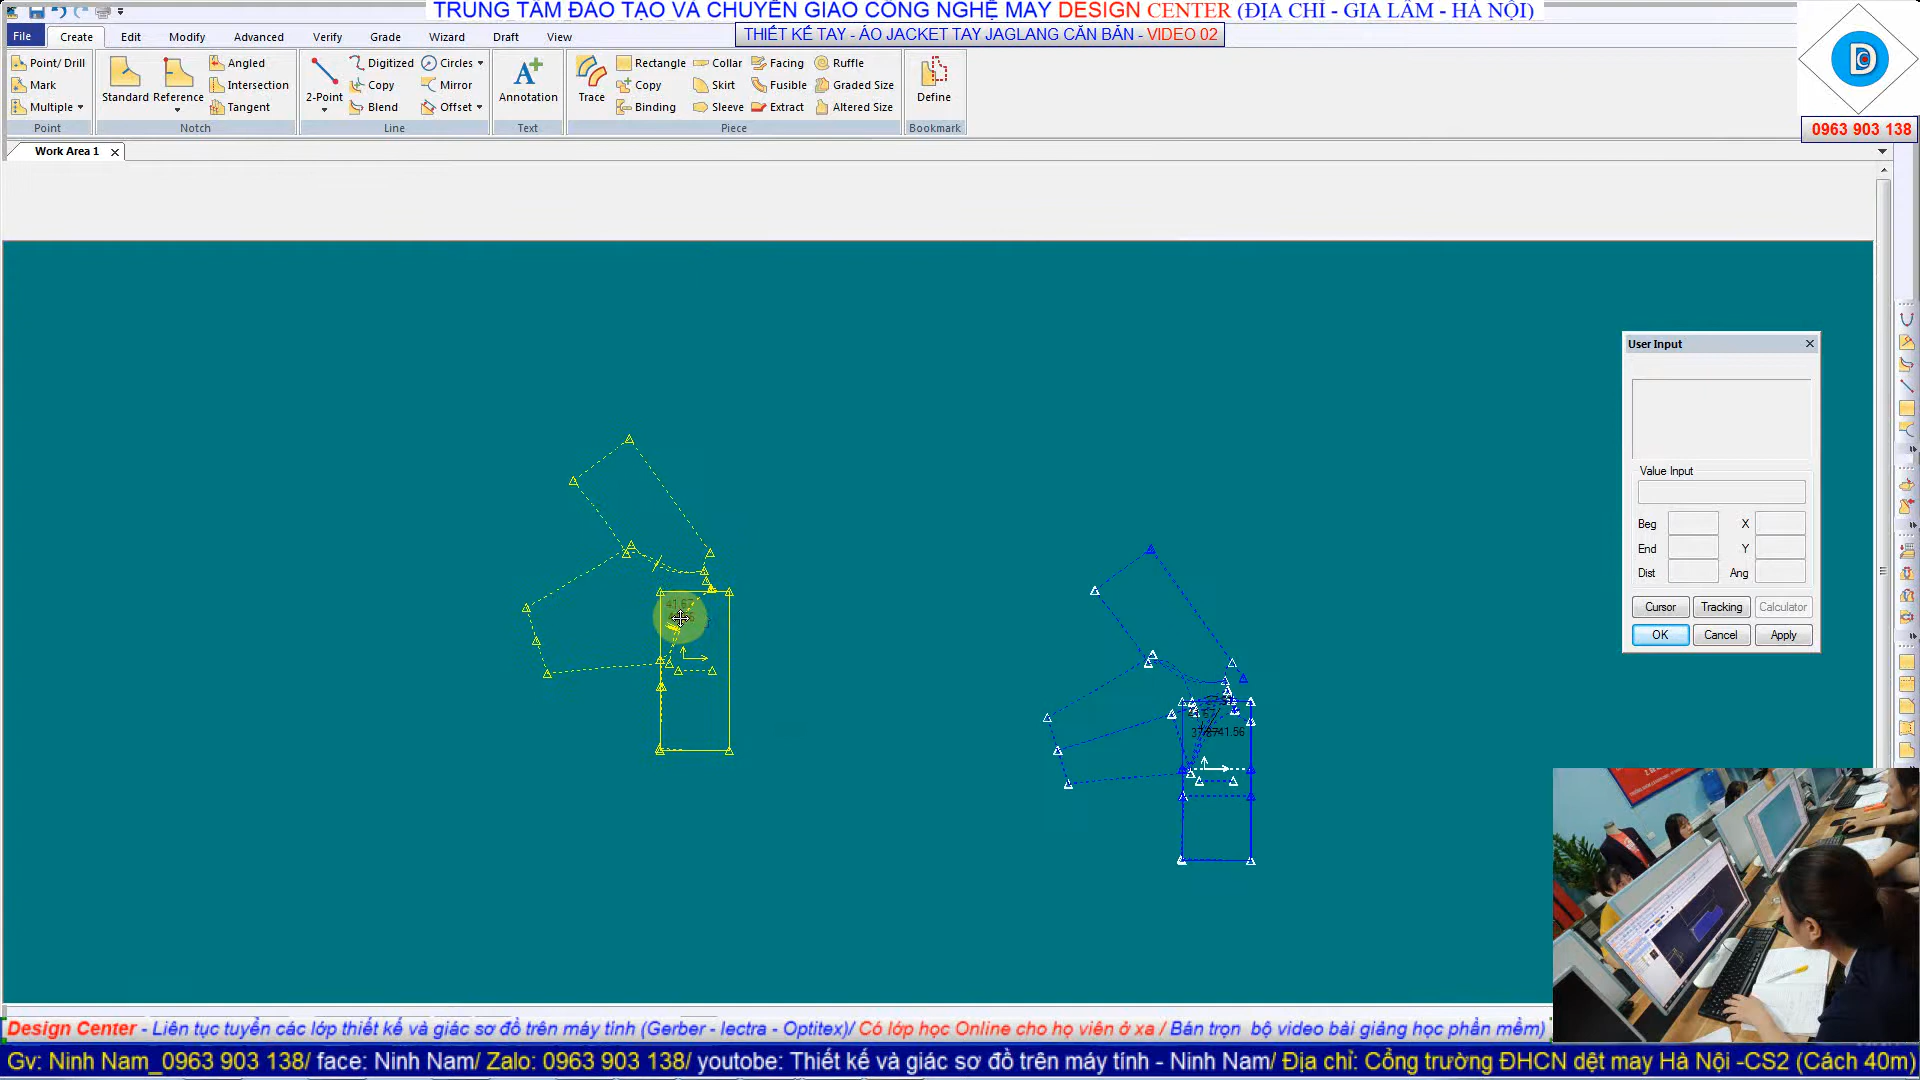 TRUNG TÂM ĐÀO TẠO VÀ CHUYỂN GIAO CÔNG NGHỆ MAY DESIGN CENTER (ĐỊA CHỈ - GIA LÂM - HÀ NỘI)
THIẾT KẾ TAY - ÁO JACKET TAY JAGLANG CĂN BẢN - VIDEO 02
File Create Edit Modify Advanced Verify Grade Wizard Draft View
Point/ Drill Angled Digitized Circles Rectangle Collar Facing Ruffle
Mark Intersection Copy Mirror Copy Skirt Fusible Graded Size
Multiple Standard Reference Tangent 2-Point Blend Offset Annotation Trace Binding Sleeve Extract Altered Size Define
Point Notch Line Text Piece Bookmark
D
0963 903 138
Work Area 1
User Input
Value Input
Beg X
End Y
Dist Ang
Cursor Tracking Calculator
OK Cancel Apply
Design Center - Liên tục tuyển các lớp thiết kế và giác sơ đồ trên máy tính (Gerber - lectra - Optitex)/ Có lớp học Online cho họ viên ở xa / Bán trọn bộ video bài giảng học phần mềm)
Gv: Ninh Nam_0963 903 138/ face: Ninh Nam/ Zalo: 0963 903 138/ youtobe: Thiết kế và giác sơ đồ trên máy tính - Ninh Nam/ Địa chỉ: Cổng trường ĐHCN dệt may Hà Nội -CS2 (Cách 40m)